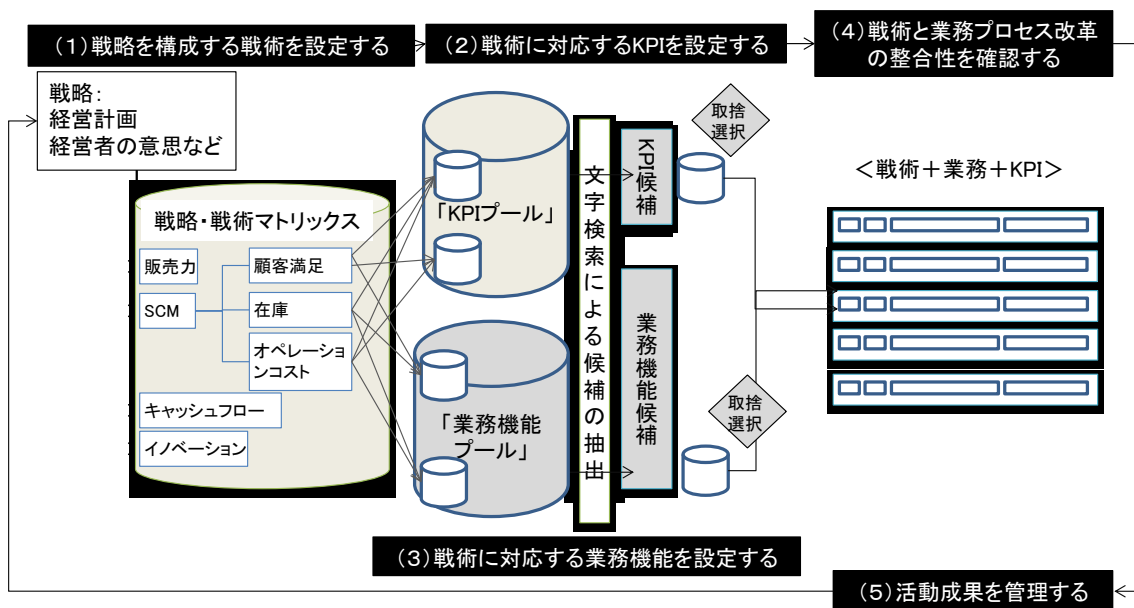 （1）戦略を構成する戦術を設定する
（2）戦術に対応するKPIを設定する
（4）戦術と業務プロセス改革
の整合性を確認する
戦略：
経営計画
経営者の意思など
戦略・戦術マトリックス
販売力
SCM
顧客満足
在庫
オペレーショ
ンコスト
キャッシュフロー
イノベーション
「KPIプール」
「業務機能
プール」
文字検索による候補の抽出
KPI候補
業務機能候補
取捨
選択
取捨
選択
＜戦術＋業務＋KPI＞
（3）戦術に対応する業務機能を設定する
（5）活動成果を管理する